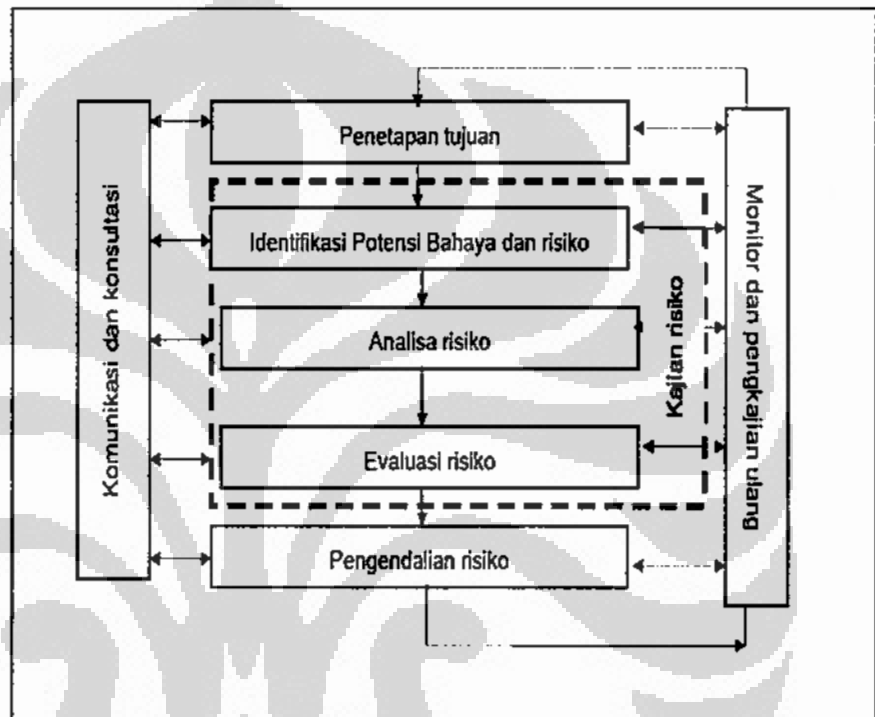 Komunikasi dan konsultasi
Penetapan tujuan
Identifikasi Potensi Bahaya dan risiko
Analisa risiko
Evaluasi risiko
Pengendalian risiko
Kajian risiko
Monitor dan pengkajian ulang